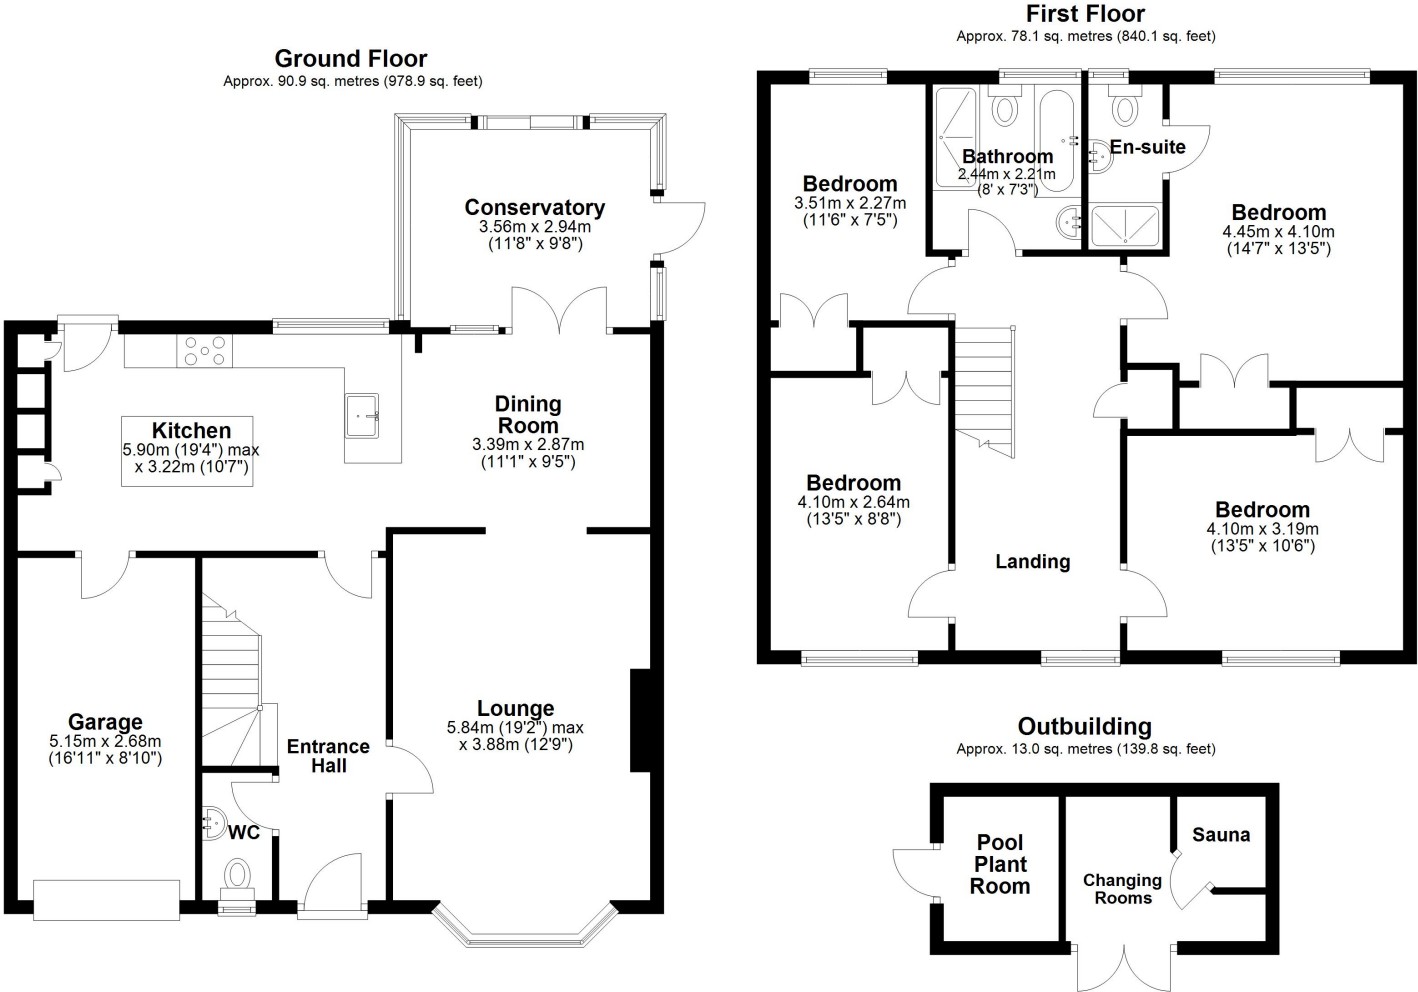 Ground Floor
Approx. 90.9 sq. metres (978.9 sq. feet)
Conservatory
3.56m x 2.94m
(11'8" x 9'8")
Kitchen
5.90m (19'4") max
x 3.22m (10'7")
Dining
Room
3.39m x 2.87m
(11'1" x 9'5")
Garage
5.15m x 2.68m
(16'11" x 8'10")
Entrance
Hall
WC
Lounge
5.84m (19'2") max
x 3.88m (12'9")
First Floor
Approx. 78.1 sq. metres (840.1 sq. feet)
Bedroom
3.51m x 2.27m
(11'6" x 7'5")
Bathroom
2.44m x 2.21m
(8' x 7'3")
En-suite
Bedroom
4.45m x 4.10m
(14'7" x 13'5")
Bedroom
4.10m x 2.64m
(13'5" x 8'8")
Landing
Bedroom
4.10m x 3.19m
(13'5" x 10'6")
Outbuilding
Approx. 13.0 sq. metres (139.8 sq. feet)
Pool
Plant
Room
Changing
Rooms
Sauna